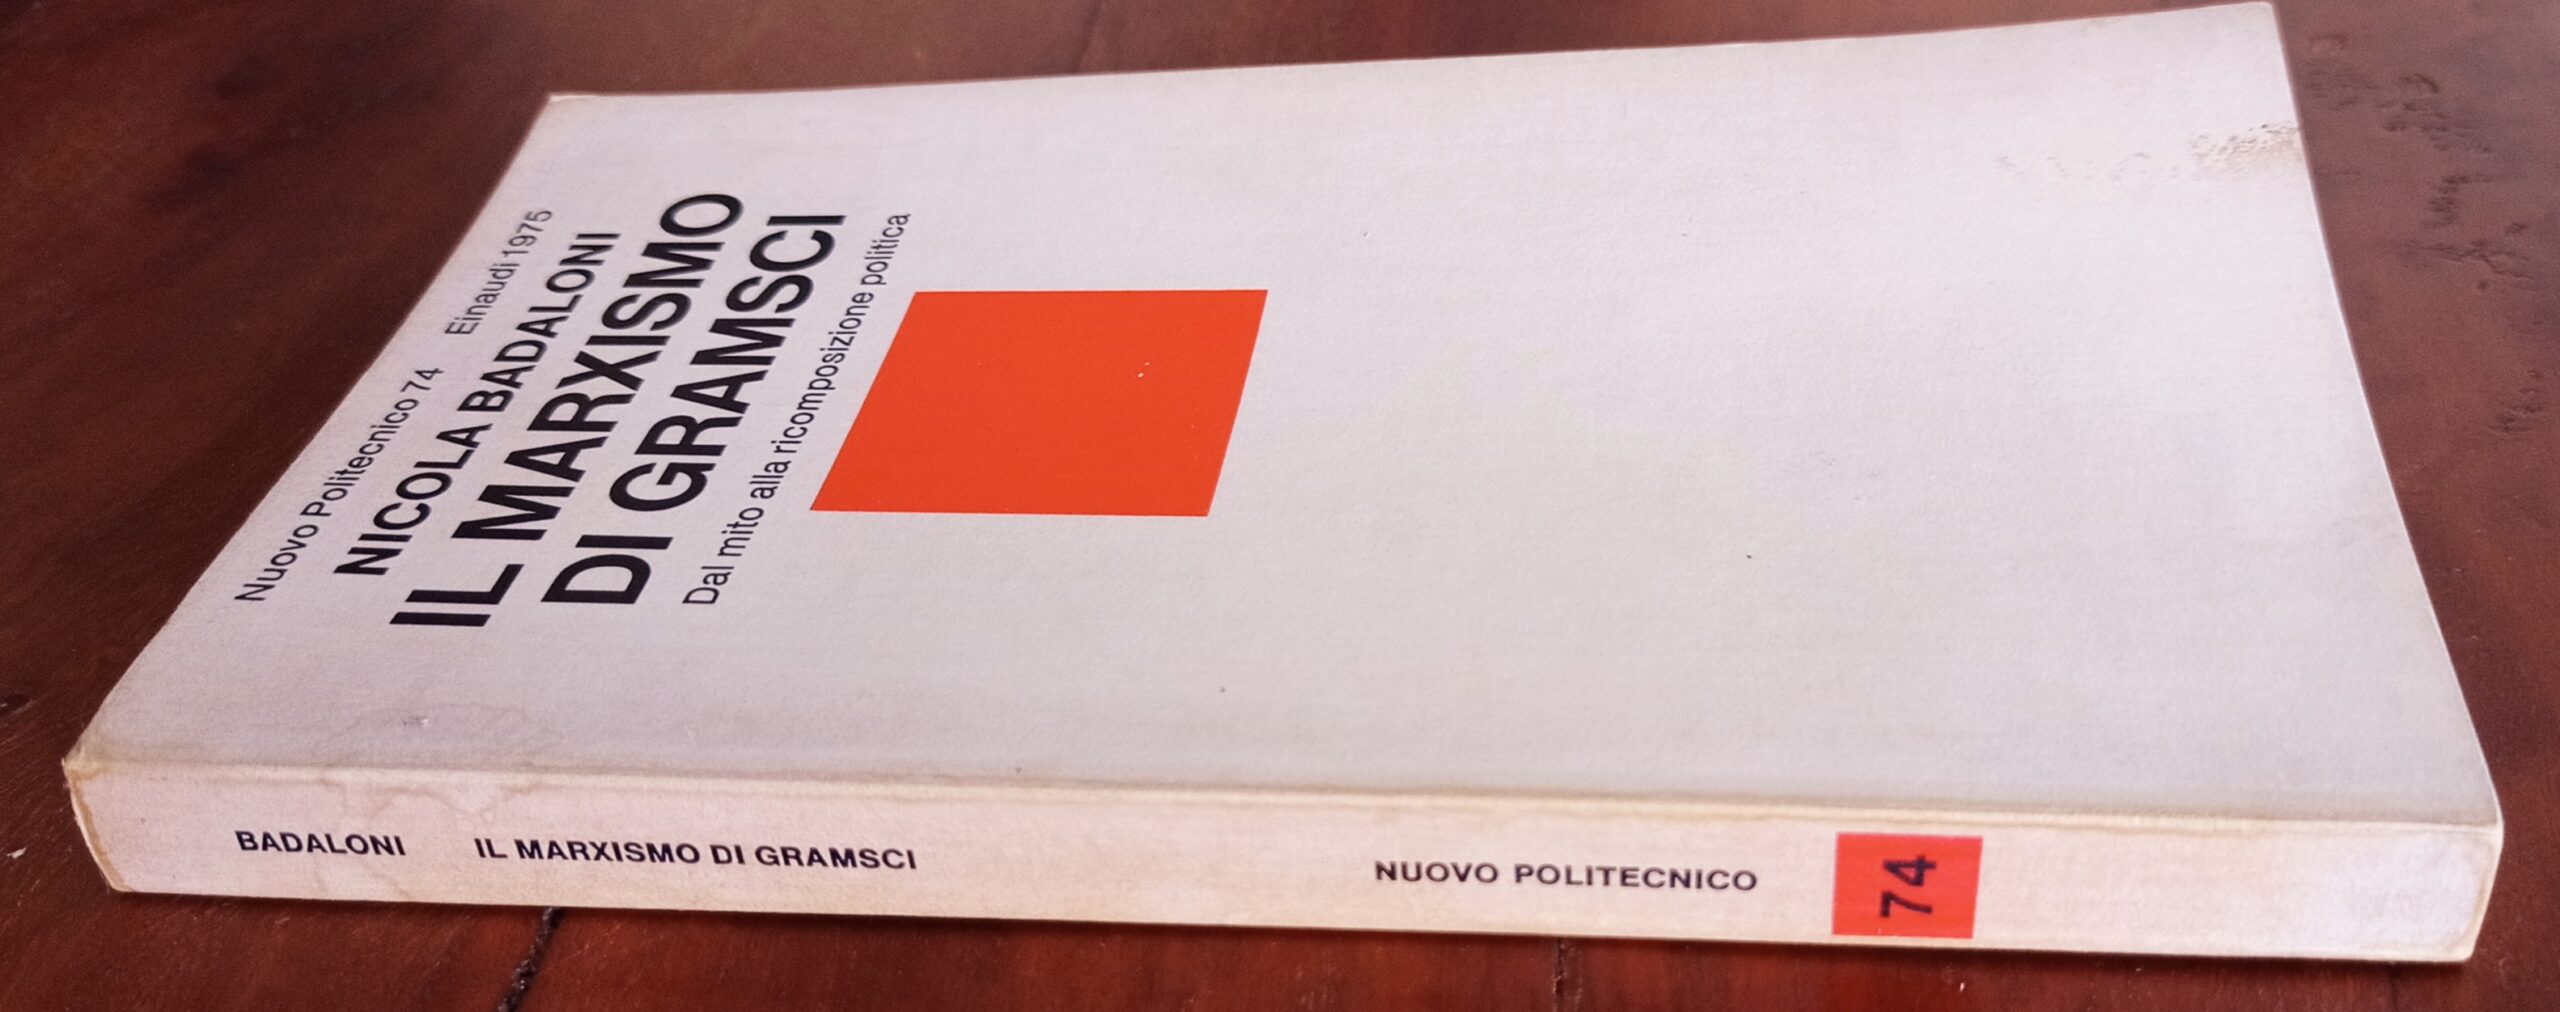 Nuovo Politecnico 74 Einaudi 1975
NICOLA BADALONI
IL MARXISMO
DI GRAMSCI
Dal mito alla ricomposizione politica
BADALONI IL MARXISMO DI GRAMSCI NUOVO POLITECNICO 74